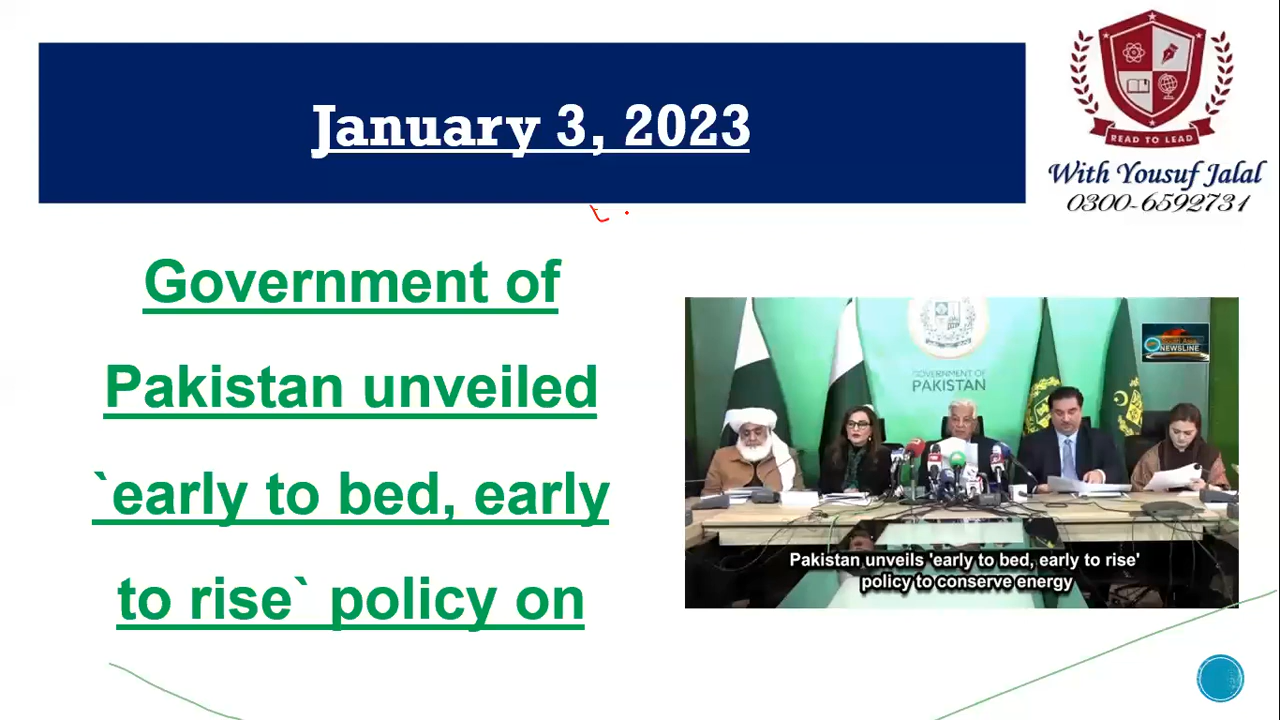 January 3, 2023
READ TO LEAD
With Yousuf Jalal
0300-6592731
Government of
Pakistan unveiled
`early to bed, early
to rise` policy on
NEWSLINE
GOVERNMENT OF
PAKISTAN
Pakistan unveils 'early to bed, early to rise'
policy to conserve energy